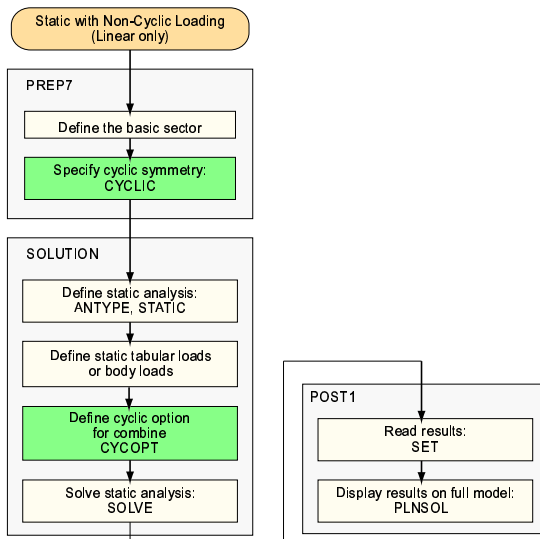 Static with Non-Cyclic Loading
(Linear only)
PREP7
Define the basic sector
Specify cyclic symmetry:
CYCLIC
SOLUTION
Define static analysis:
ANTYPE, STATIC
Define static tabular loads
or body loads
Define cyclic option
for combine
CYCOPT
Solve static analysis:
SOLVE
POST1
Read results:
SET
Display results on full model:
PLNSOL